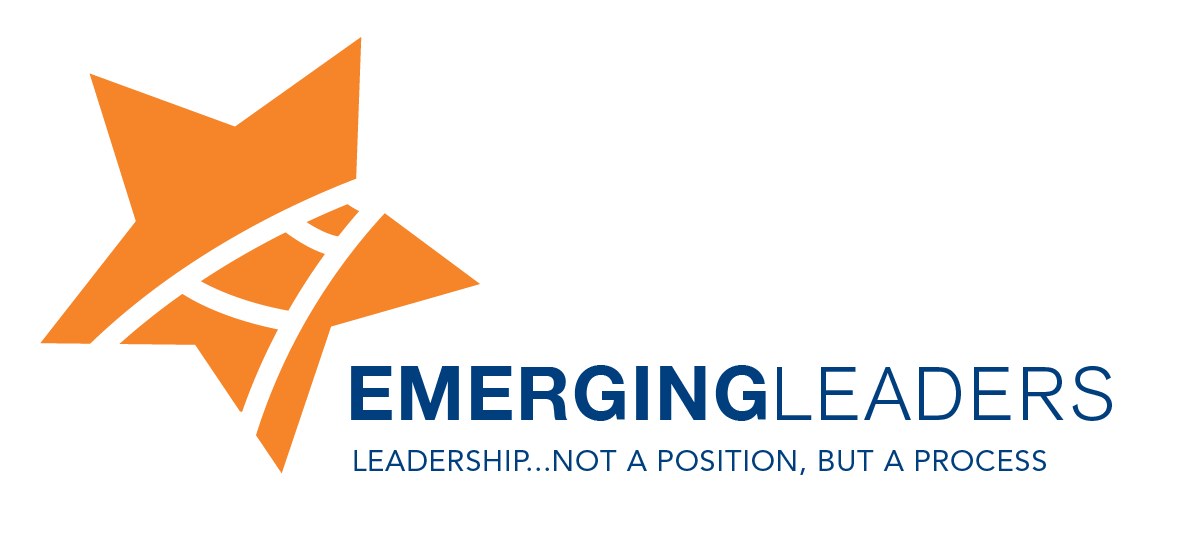 EMERGINGLEADERS
LEADERSHIP...NOT A POSITION, BUT A PROCESS